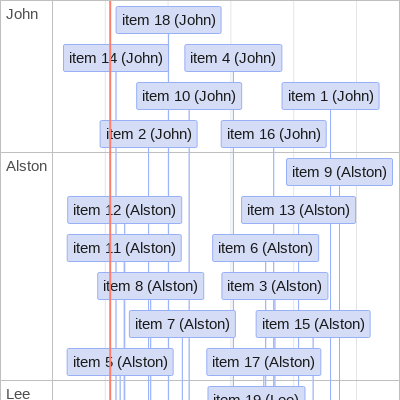 John
item 18 (John)
item 14 (John)
item 4 (John)
item 10 (John)
item 1 (John)
item 2 (John)
item 16 (John)
Alston
item 9 (Alston)
item 12 (Alston)
item 13 (Alston)
item 11 (Alston)
item 6 (Alston)
item 8 (Alston)
item 3 (Alston)
item 7 (Alston)
item 15 (Alston)
item 5 (Alston)
item 17 (Alston)
Lee
item 19 (Lee)